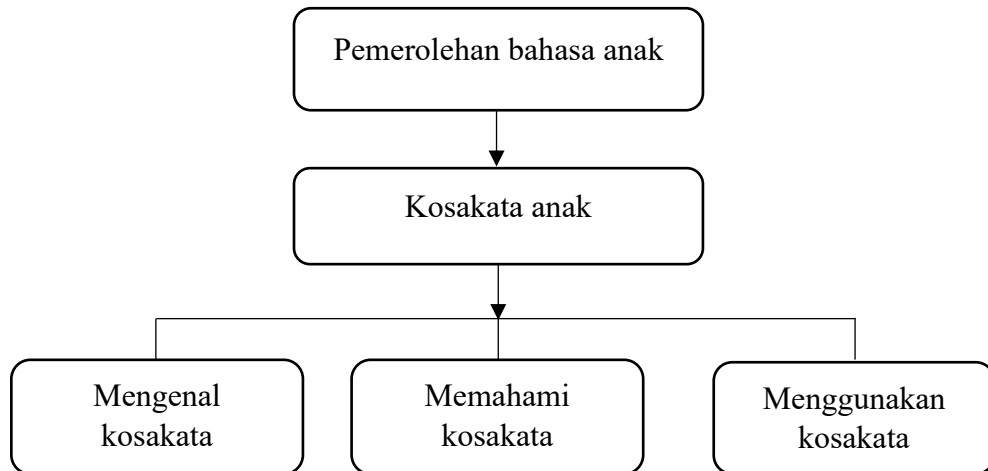 Pemerolehan bahasa anak
Kosakata anak
Mengenal
kosakata
Memahami
kosakata
Menggunakan
kosakata